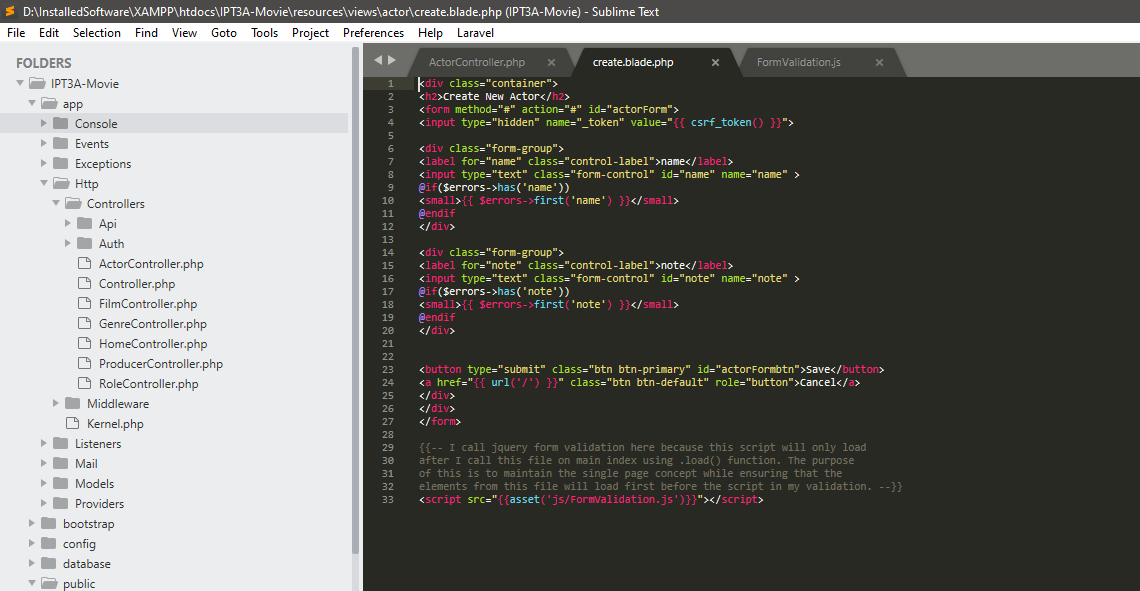 D:\InstalledSoftware\XAMPP\htdocs\IPT3A-Movie\resources\views\actor\create.blade.php (IPT3A-Movie) - Sublime Text
File Edit Selection Find View Goto Tools Project Preferences Help Laravel
FOLDERS
IPT3A-Movie
app
Console
Events
Exceptions
Http
Controllers
Api
Auth
ActorController.php
Controller.php
FilmController.php
GenreController.php
HomeController.php
ProducerController.php
RoleController.php
Middleware
Kernel.php
Listeners
Mail
Models
Providers
bootstrap
config
database
public
ActorController.php × create.blade.php × FormValidation.js ×
1 <div class="container">
2 <h2>Create New Actor</h2>
3 <form method="#" action="#" id="actorForm">
4 <input type="hidden" name="_token" value="{{ csrf_token() }}">
5
6 <div class="form-group">
7 <label for="name" class="control-label">name</label>
8 <input type="text" class="form-control" id="name" name="name" >
9 @if($errors->has('name'))
10 <small>{{ $errors->first('name') }}</small>
11 @endif
12 </div>
13
14 <div class="form-group">
15 <label for="note" class="control-label">note</label>
16 <input type="text" class="form-control" id="note" name="note" >
17 @if($errors->has('note'))
18 <small>{{ $errors->first('note') }}</small>
19 @endif
20 </div>
21
22
23 <button type="submit" class="btn btn-primary" id="actorFormbtn">Save</button>
24 <a href="{{ url('/') }}" class="btn btn-default" role="button">Cancel</a>
25 </div>
26 </div>
27 </form>
28
29 {{-- I call jquery form validation here because this script will only load
30 after I call this file on main index using .load() function. The purpose
31 of this is to maintain the single page concept while ensuring that the
32 elements from this file will load first before the script in my validation. --}}
33 <script src="{{asset('js/FormValidation.js')}}"></script>